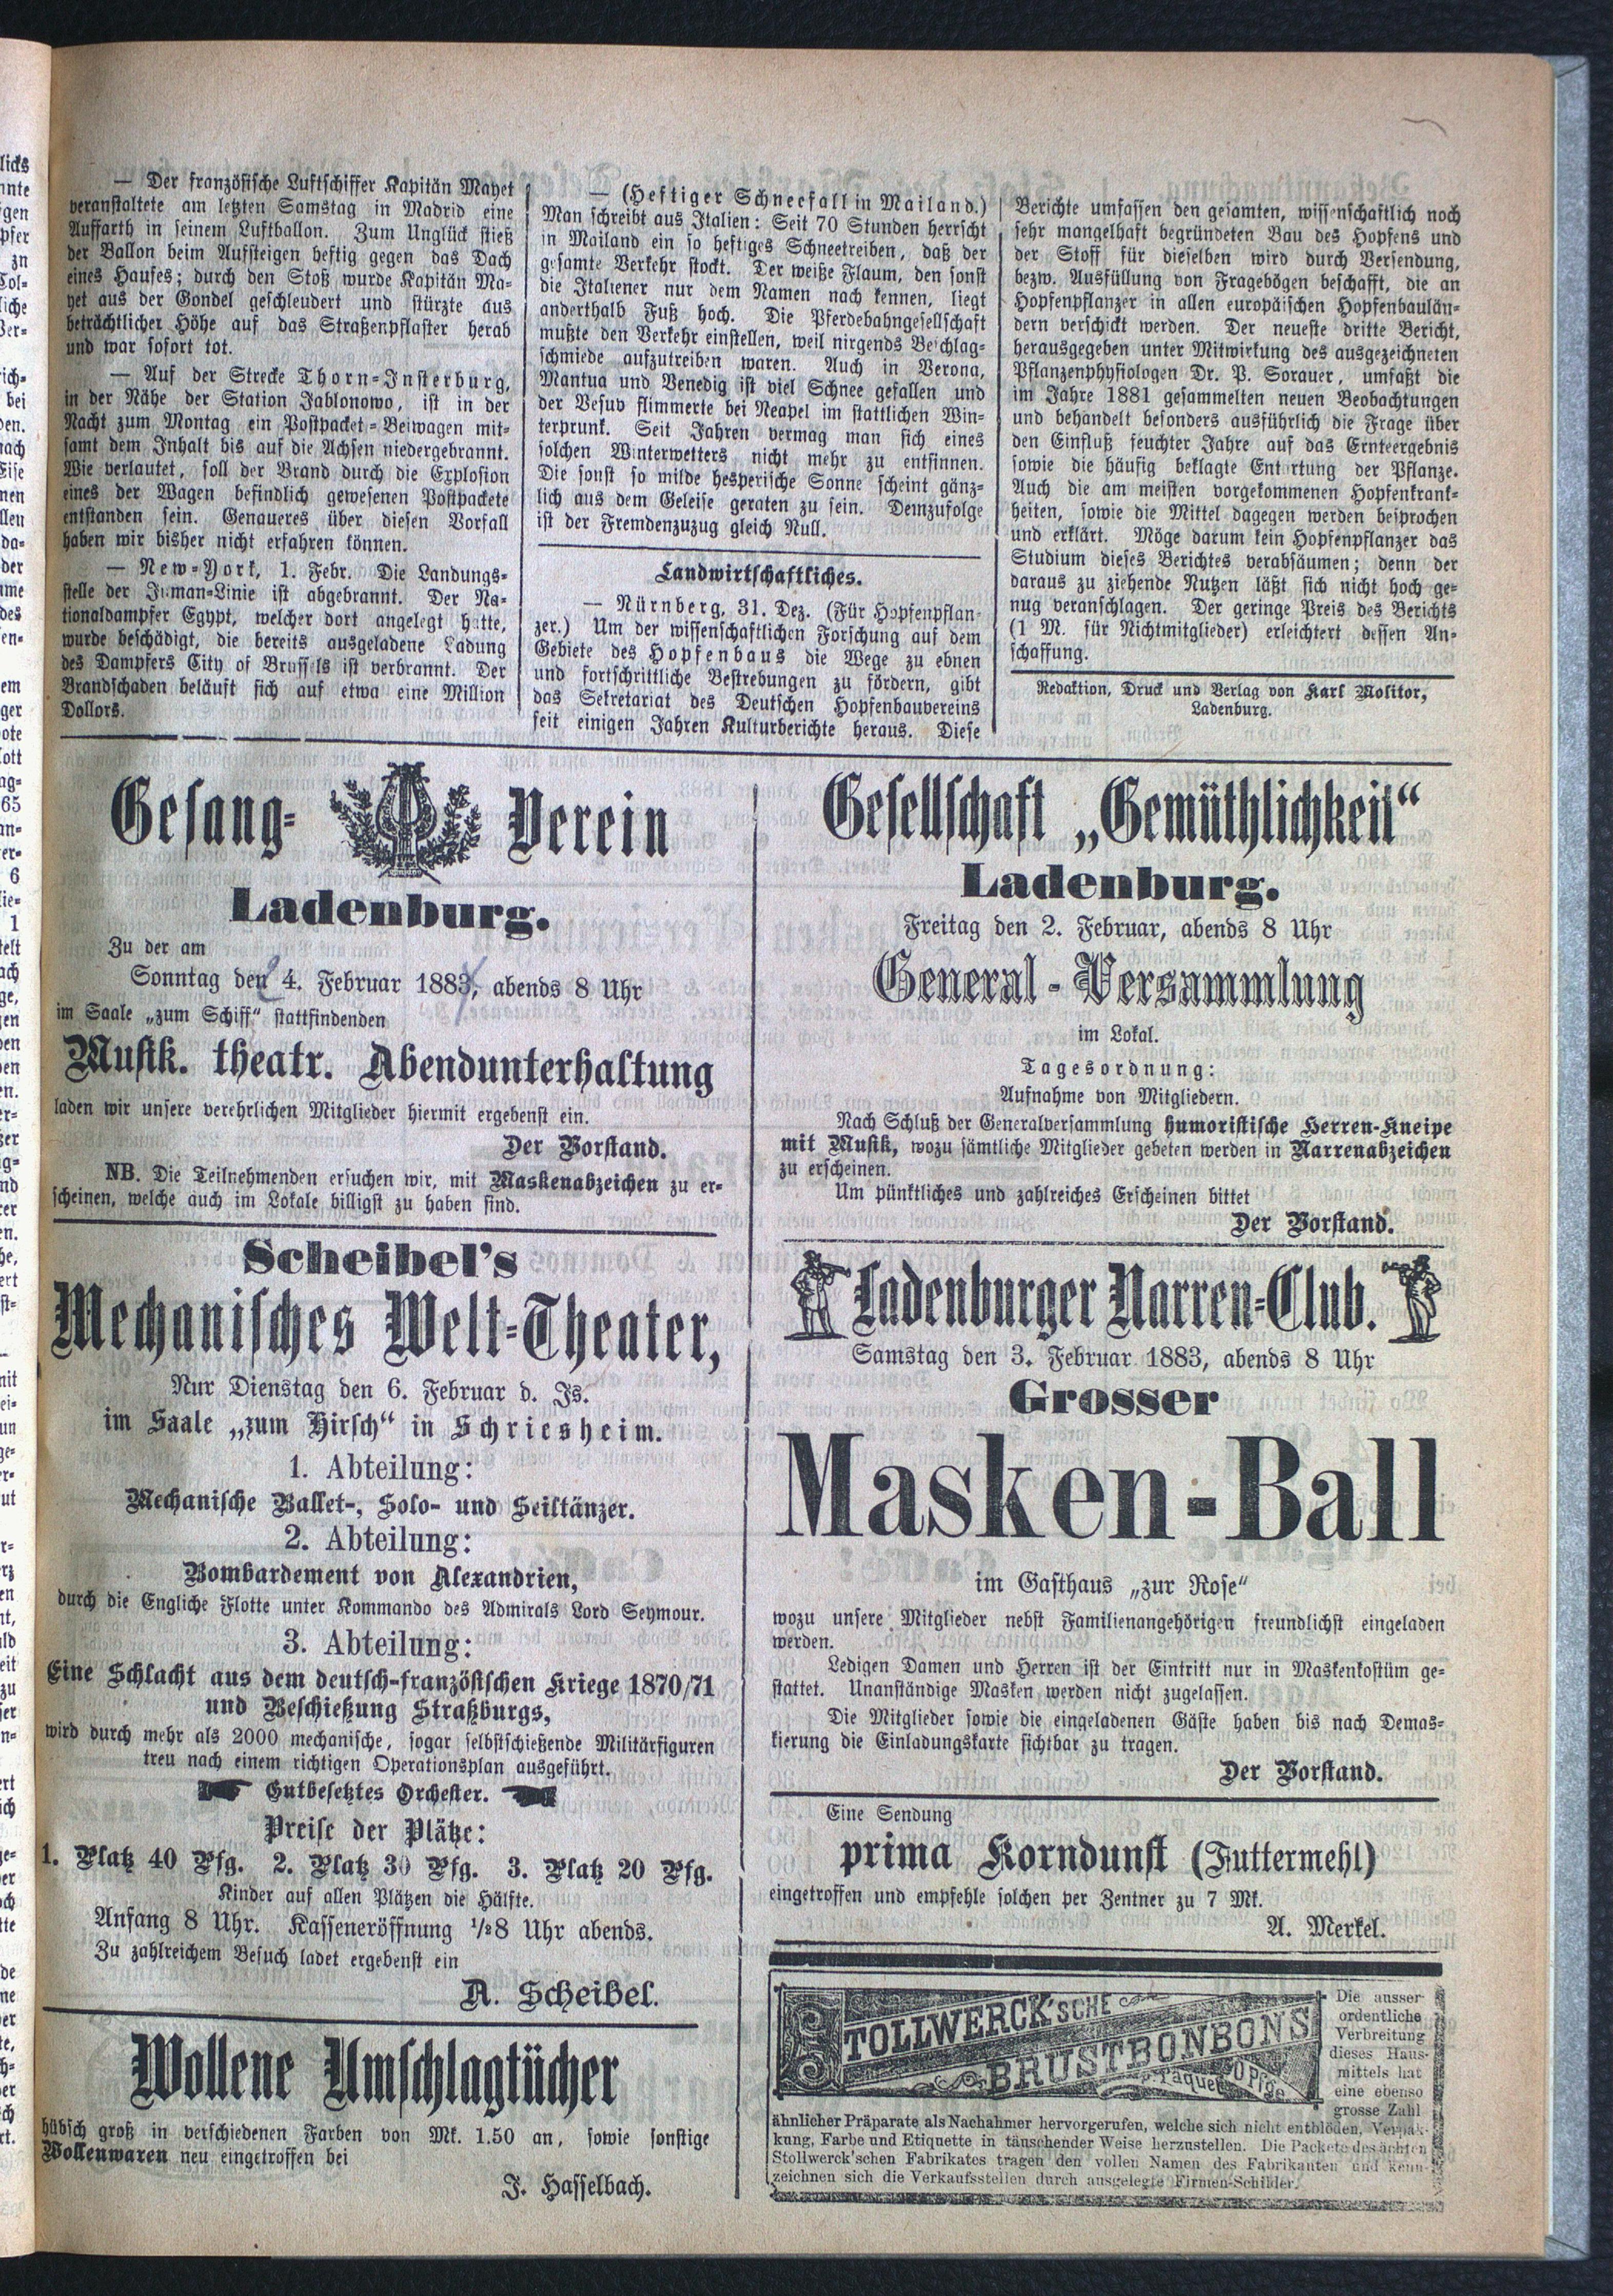 — Der französische Luftschiffer Kapitän Mayet
veranstaltete am letzten Samstag in Madrid eine
Auffarth in seinem Luftballon. Zum Unglück stieß
der Ballon beim Aufsteigen heftig gegen das Dach
eines Hauses; durch den Stoß wurde Kapitän Ma-
yet aus der Gondel geschleudert und stürzte aus
beträchtlicher Höhe auf das Straßenpflaster herab
und war sofort tot.
— Auf der Strecke Thorn-Insterburg,
in der Nähe der Station Jablonowo, ist in der
Nacht zum Montag ein Postpacket-Beiwagen mit-
samt dem Inhalt bis auf die Achsen niedergebrannt.
Wie verlautet, soll der Brand durch die Explosion
eines der Wagen befindlich gewesenen Postpackete
entstanden sein. Genaueres über diesen Vorfall
haben wir bisher nicht erfahren können.
— New-York, 1. Febr. Die Landungs-
stelle der Inman-Linie ist abgebrannt. Der Na-
tionaldampfer Egypt, welcher dort angelegt hatte,
wurde beschädigt, die bereits ausgeladene Ladung
des Dampfers City of Brussels ist verbrannt. Der
Brandschaden beläuft sich auf etwa eine Million
Dollors.
— (Heftiger Schneefall in Mailand.)
Man schreibt aus Italien: Seit 70 Stunden herrscht
in Mailand ein so heftiges Schneetreiben, daß der
gesamte Verkehr stockt. Der weiße Flaum, den sonst
die Italiener nur dem Namen nach kennen, liegt
anderthalb Fuß hoch. Die Pferdebahngesellschaft
mußte den Verkehr einstellen, weil nirgends Beschlag-
schmiede aufzutreiben waren. Auch in Verona,
Mantua und Venedig ist viel Schnee gefallen und
der Vesuv flimmerte bei Neapel im stattlichen Win-
terprunk. Seit Jahren vermag man sich eines
solchen Winterwetters nicht mehr zu entsinnen.
Die sonst so milde hesperische Sonne scheint gänz-
lich aus dem Geleise geraten zu sein. Demzufolge
ist der Fremdenzuzug gleich Null.
Landwirtschaftliches.
— Nürnberg, 31. Dez. (Für Hopfenpflan-
zer.) Um der wissenschaftlichen Forschung auf dem
Gebiete des Hopfenbaus die Wege zu ebnen
und fortschrittliche Bestrebungen zu fördern, gibt
das Sekretariat des Deutschen Hopfenbauvereins
seit einigen Jahren Kulturberichte heraus. Diese
Berichte umfassen den gesamten, wissenschaftlich noch
sehr mangelhaft begründeten Bau des Hopfens und
der Stoff für dieselben wird durch Versendung,
bezw. Ausfüllung von Fragebögen beschafft, die an
Hopfenpflanzer in allen europäischen Hopfenbaulän-
dern verschickt werden. Der neueste dritte Bericht,
herausgegeben unter Mitwirkung des ausgezeichneten
Pflanzenphysiologen Dr. P. Sorauer, umfaßt die
im Jahre 1881 gesammelten neuen Beobachtungen
und behandelt besonders ausführlich die Frage über
den Einfluß feuchter Jahre auf das Ernteergebnis
sowie die häufig beklagte Entartung der Pflanze.
Auch die am meisten vorgekommenen Hopfenkrank-
heiten, sowie die Mittel dagegen werden besprochen
und erklärt. Möge darum kein Hopfenpflanzer das
Studium dieses Berichtes verabsäumen; denn der
daraus zu ziehende Nutzen läßt sich nicht hoch ge-
nug veranschlagen. Der geringe Preis des Berichts
(1 M. für Nichtmitglieder) erleichtert dessen An-
schaffung.
Redaktion, Druck und Verlag von Karl Molitor,
Ladenburg.
Gesang-Verein
Ladenburg.
Zu der am
Sonntag den 4. Februar 1883, abends 8 Uhr
im Saale „zum Schiff“ stattfindenden
Musik. theatr. Abendunterhaltung
laden wir unsere verehrlichen Mitglieder hiermit ergebenst ein.
Der Vorstand.
NB. Die Teilnehmenden ersuchen wir, mit Maskenabzeichen zu er-
scheinen, welche auch im Lokale billigst zu haben sind.
Scheibel's
Mechanisches Welt-Theater,
Nur Dienstag den 6. Februar d. Js.
im Saale „zum Hirsch“ in Schriesheim.
1. Abteilung:
Mechanische Ballet-, Solo- und Seiltänzer.
2. Abteilung:
Bombardement von Alexandrien,
durch die Engliche Flotte unter Kommando des Admirals Lord Seymour.
3. Abteilung:
Eine Schlacht aus dem deutsch-französischen Kriege 1870/71
und Beschießung Straßburgs,
wird durch mehr als 2000 mechanische, sogar selbstschießende Militärfiguren
treu nach einem richtigen Operationsplan ausgeführt.
Gutbesetztes Orchester.
Preise der Plätze:
1. Platz 40 Pfg. 2. Platz 30 Pfg. 3. Platz 20 Pfg.
Kinder auf allen Plätzen die Hälfte.
Anfang 8 Uhr. Kasseneröffnung 1/28 Uhr abends.
Zu zahlreichem Besuch ladet ergebenst ein
A. Scheibel.
Wollene Umschlagtücher
hübsch groß in verschiedenen Farben von Mk. 1.50 an, sowie sonstige
Wollenwaren neu eingetroffen bei
J. Hasselbach.
Gesellschaft „Gemüthlichkeit“
Ladenburg.
Freitag den 2. Februar, abends 8 Uhr
General-Versammlung
im Lokal.
Tagesordnung:
Aufnahme von Mitgliedern.
Nach Schluß der Generalversammlung humoristische Herren-Kneipe
mit Musik, wozu sämtliche Mitglieder gebeten werden in Narrenabzeichen
zu erscheinen.
Um pünktliches und zahlreiches Erscheinen bittet
Der Vorstand.
Ladenburger Narren-Club.
Samstag den 3. Februar 1883, abends 8 Uhr
Grosser
Masken-Ball
im Gasthaus „zur Rose“
wozu unsere Mitglieder nebst Familienangehörigen freundlichst eingeladen
werden.
Ledigen Damen und Herren ist der Eintritt nur in Maskenkostüm ge-
stattet. Unanständige Masken werden nicht zugelassen.
Die Mitglieder sowie die eingeladenen Gäste haben bis nach Demas-
kierung die Einladungskarte sichtbar zu tragen.
Der Vorstand.
Eine Sendung
prima Korndunst (Futtermehl)
eingetroffen und empfehle solchen per Zentner zu 7 Mk.
A. Merkel.
STOLLWERCK'SCHE
BRUSTBONBONS
Die ausser-
ordentliche
Verbreitung
dieses Haus-
mittels hat
eine ebenso
grosse Zahl
ähnlicher Präparate als Nachahmer hervorgerufen, welche sich nicht entblöden, Verpak-
kung, Farbe und Etiquette in täuschender Weise herzustellen. Die Packete des ächten
Stollwerck'schen Fabrikates tragen den vollen Namen des Fabrikanten und kenn-
zeichnen sich die Verkaufsstellen durch ausgelegte Firmen-Schilder.